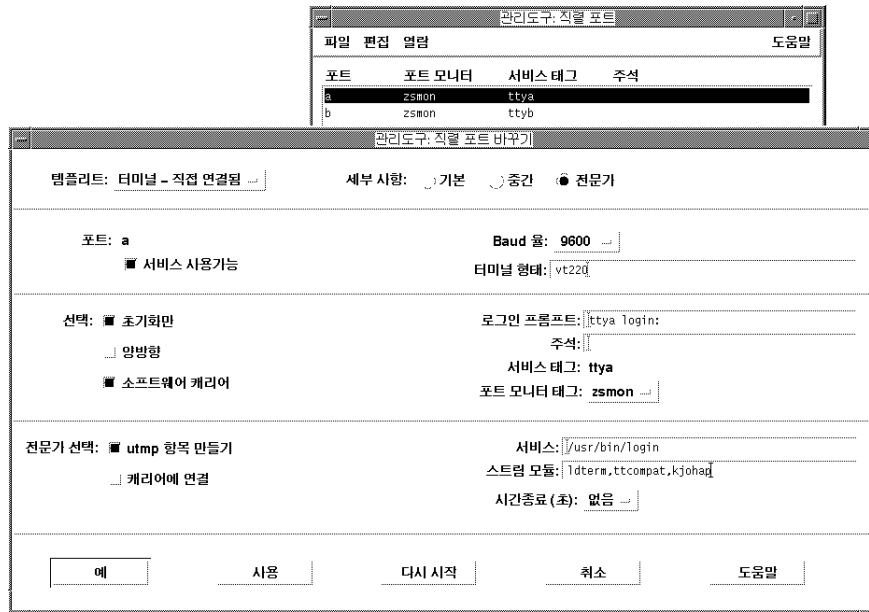 관리도구: 직렬 포트
파일 편집 열람 도움말
포트 포트 모니터 서비스 태그 주석
a zsmon ttya
b zsmon ttyb
관리도구: 직렬 포트 바꾸기
템플리트: 터미널 – 직접 연결됨 세부 사항: 기본 중간 전문가
포트: a Baud 율: 9600
서비스 사용가능 터미널 형태: vt220
선택: 초기화만 로그인 프롬프트: ttya login:
양방향 주석:
서비스 태그: ttya
소프트웨어 캐리어 포트 모니터 태그: zsmon
전문가 선택: utmp 항목 만들기 서비스: /usr/bin/login
캐리어에 연결 스트림 모듈: ldterm,ttcompat,kjohap
시간종료 (초): 없음
예 사용 다시 시작 취소 도움말